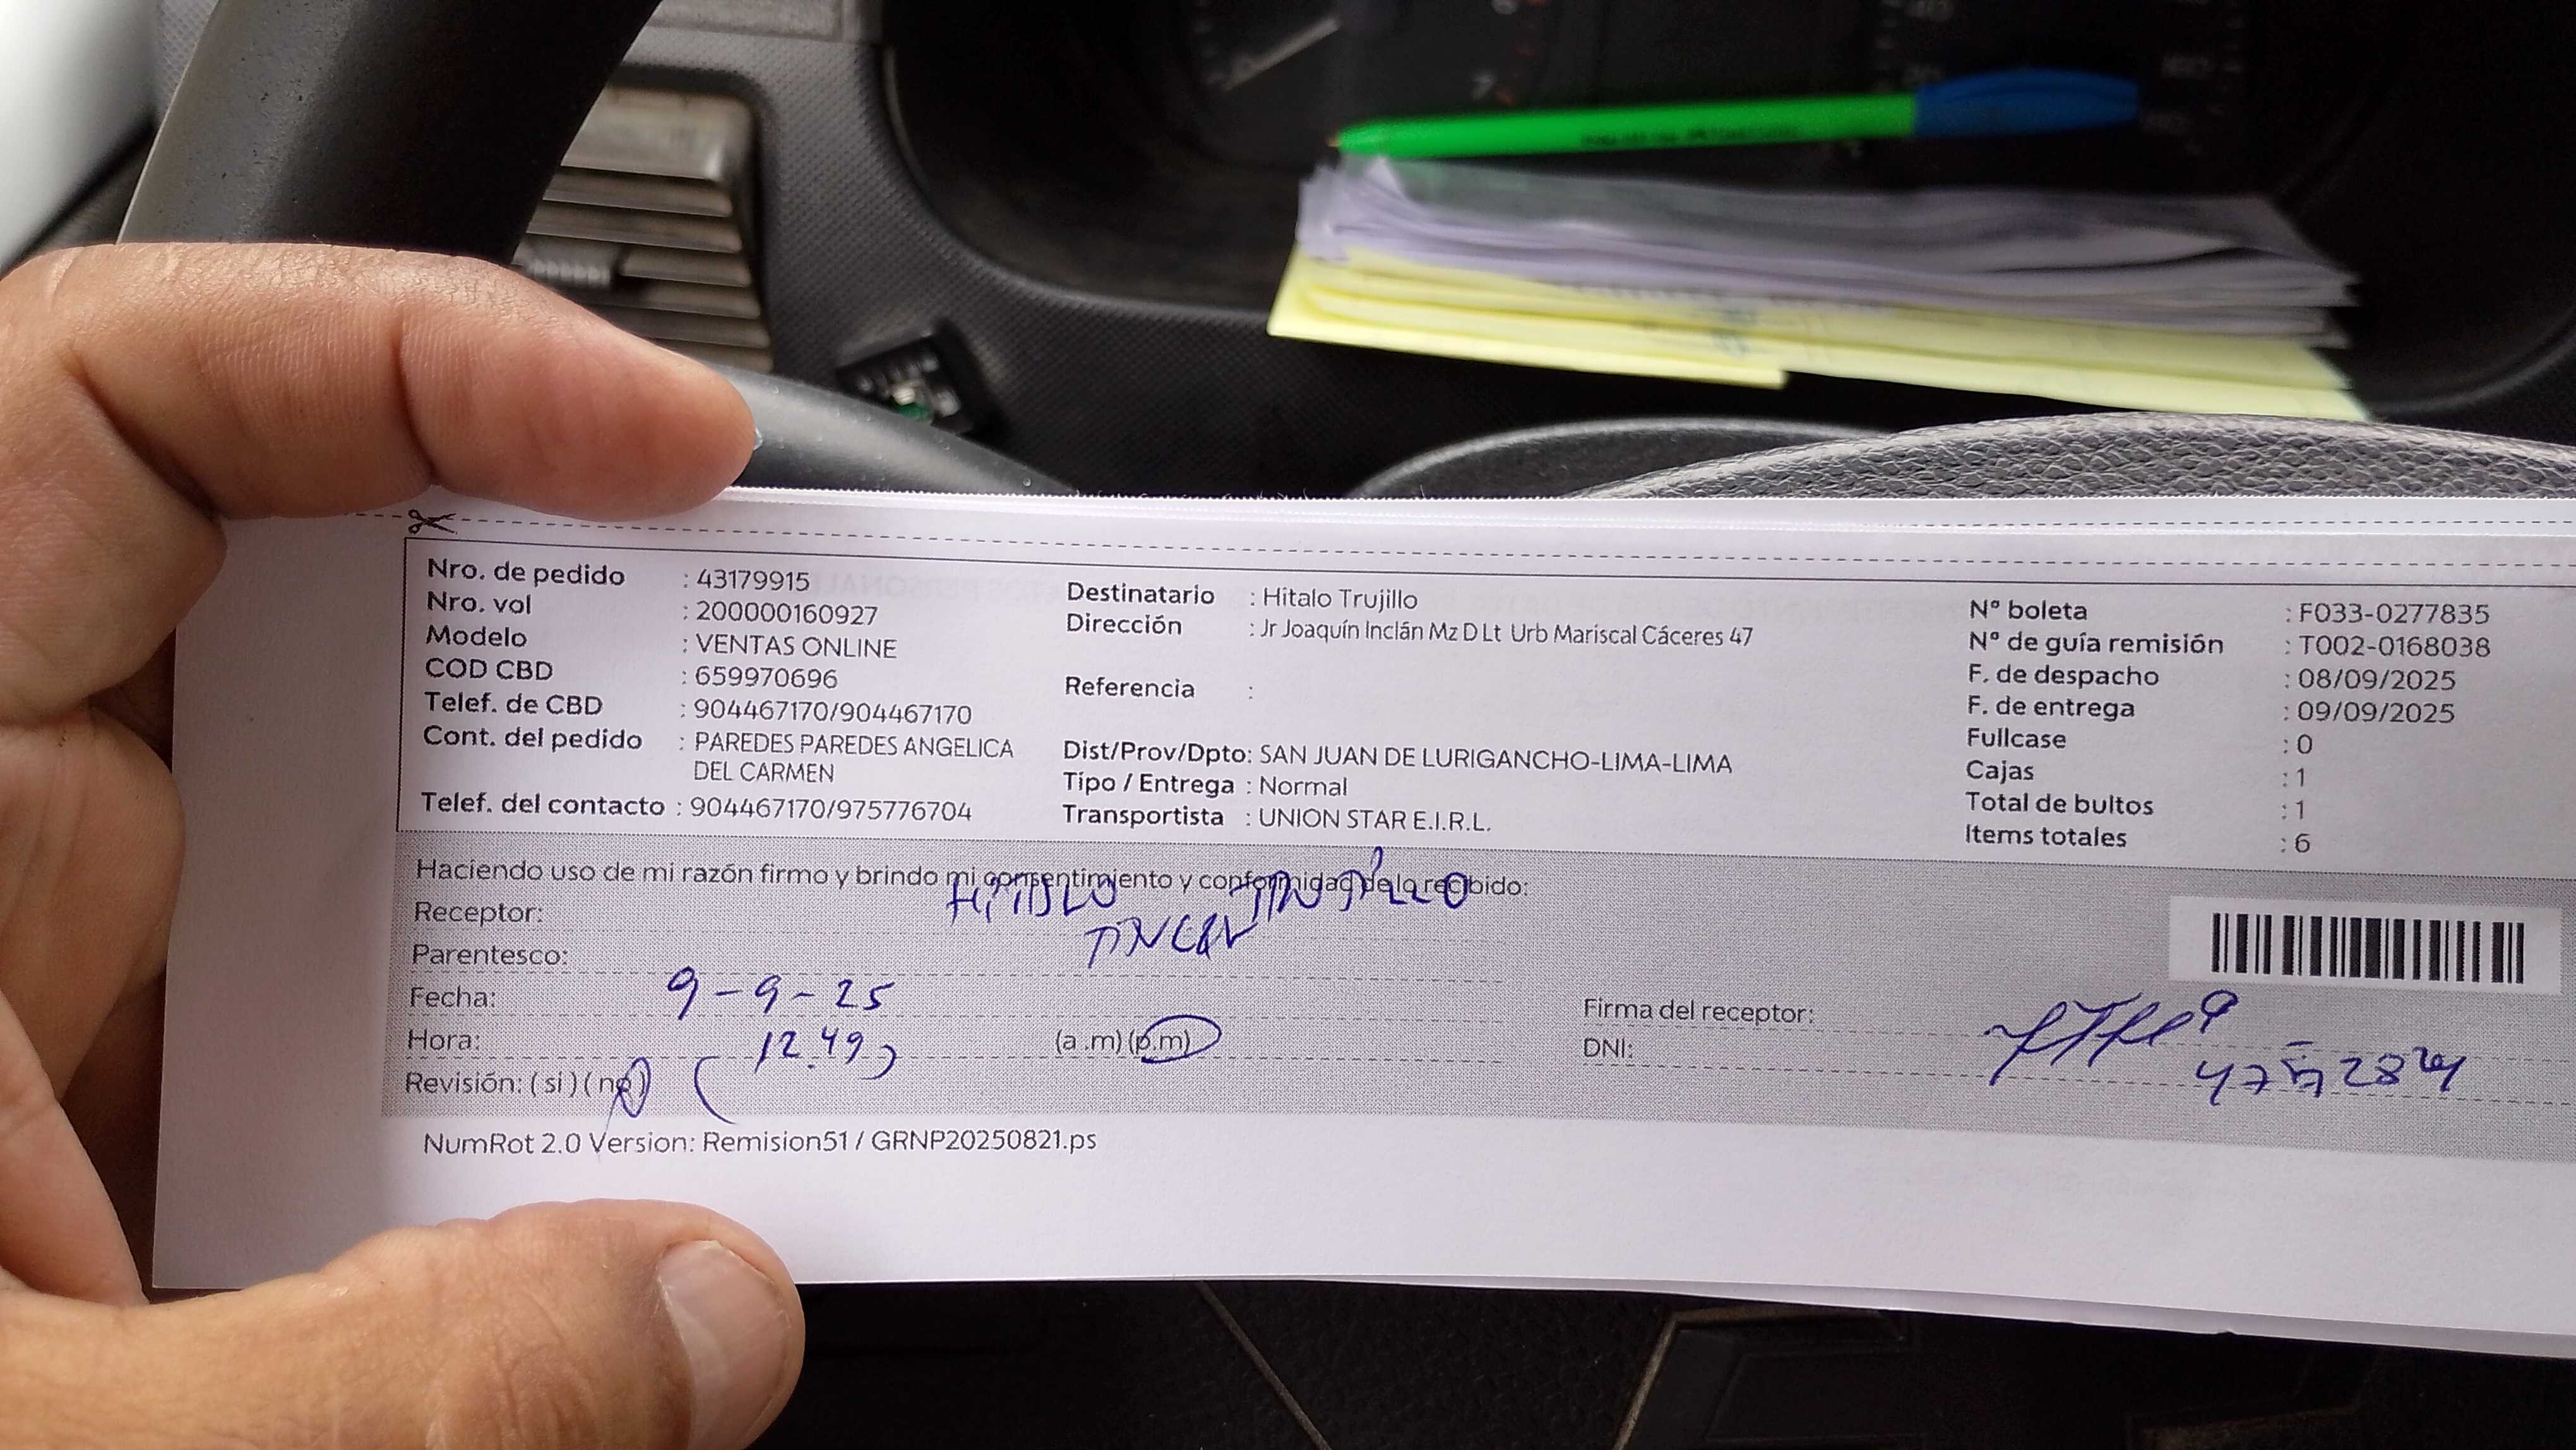 Nro. de pedido : 43179915
Nro. vol : 200000160927
Modelo : VENTAS ONLINE
COD CBD : 659970696
Telef. de CBD : 904467170/904467170
Cont. del pedido : PAREDES PAREDES ANGELICA
DEL CARMEN
Telef. del contacto : 904467170/975776704
Destinatario : Hitalo Trujillo
Dirección : Jr Joaquín Inclán Mz D Lt Urb Mariscal Cáceres 47
Referencia :
Dist/Prov/Dpto: SAN JUAN DE LURIGANCHO-LIMA-LIMA
Tipo / Entrega : Normal
Transportista : UNION STAR E.I.R.L.
N° boleta : F033-0277835
N° de guía remisión : T002-0168038
F. de despacho : 08/09/2025
F. de entrega : 09/09/2025
Fullcase : 0
Cajas : 1
Total de bultos : 1
Items totales : 6
Haciendo uso de mi razón firmo y brindo mi consentimiento y conformidad de lo recibido:
Receptor:
Parentesco:
Fecha: 9-9-25
Hora: 12.49 (a.m) (p.m)
Revisión: (si) (no)
Firma del receptor:
DNI:
NumRot 2.0 Version: Remision51 / GRNP20250821.ps